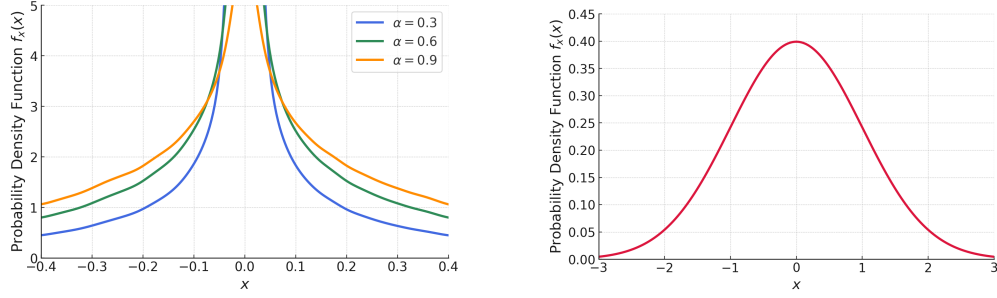 Probability Density Function fₓ(x)
5
4
3
2
1
0
−0.4 −0.3 −0.2 −0.1 0.0 0.1 0.2 0.3 0.4
x
α = 0.3
α = 0.6
α = 0.9
Probability Density Function fₓ(x)
0.45
0.40
0.35
0.30
0.25
0.20
0.15
0.10
0.05
0.00
−3 −2 −1 0 1 2 3
x